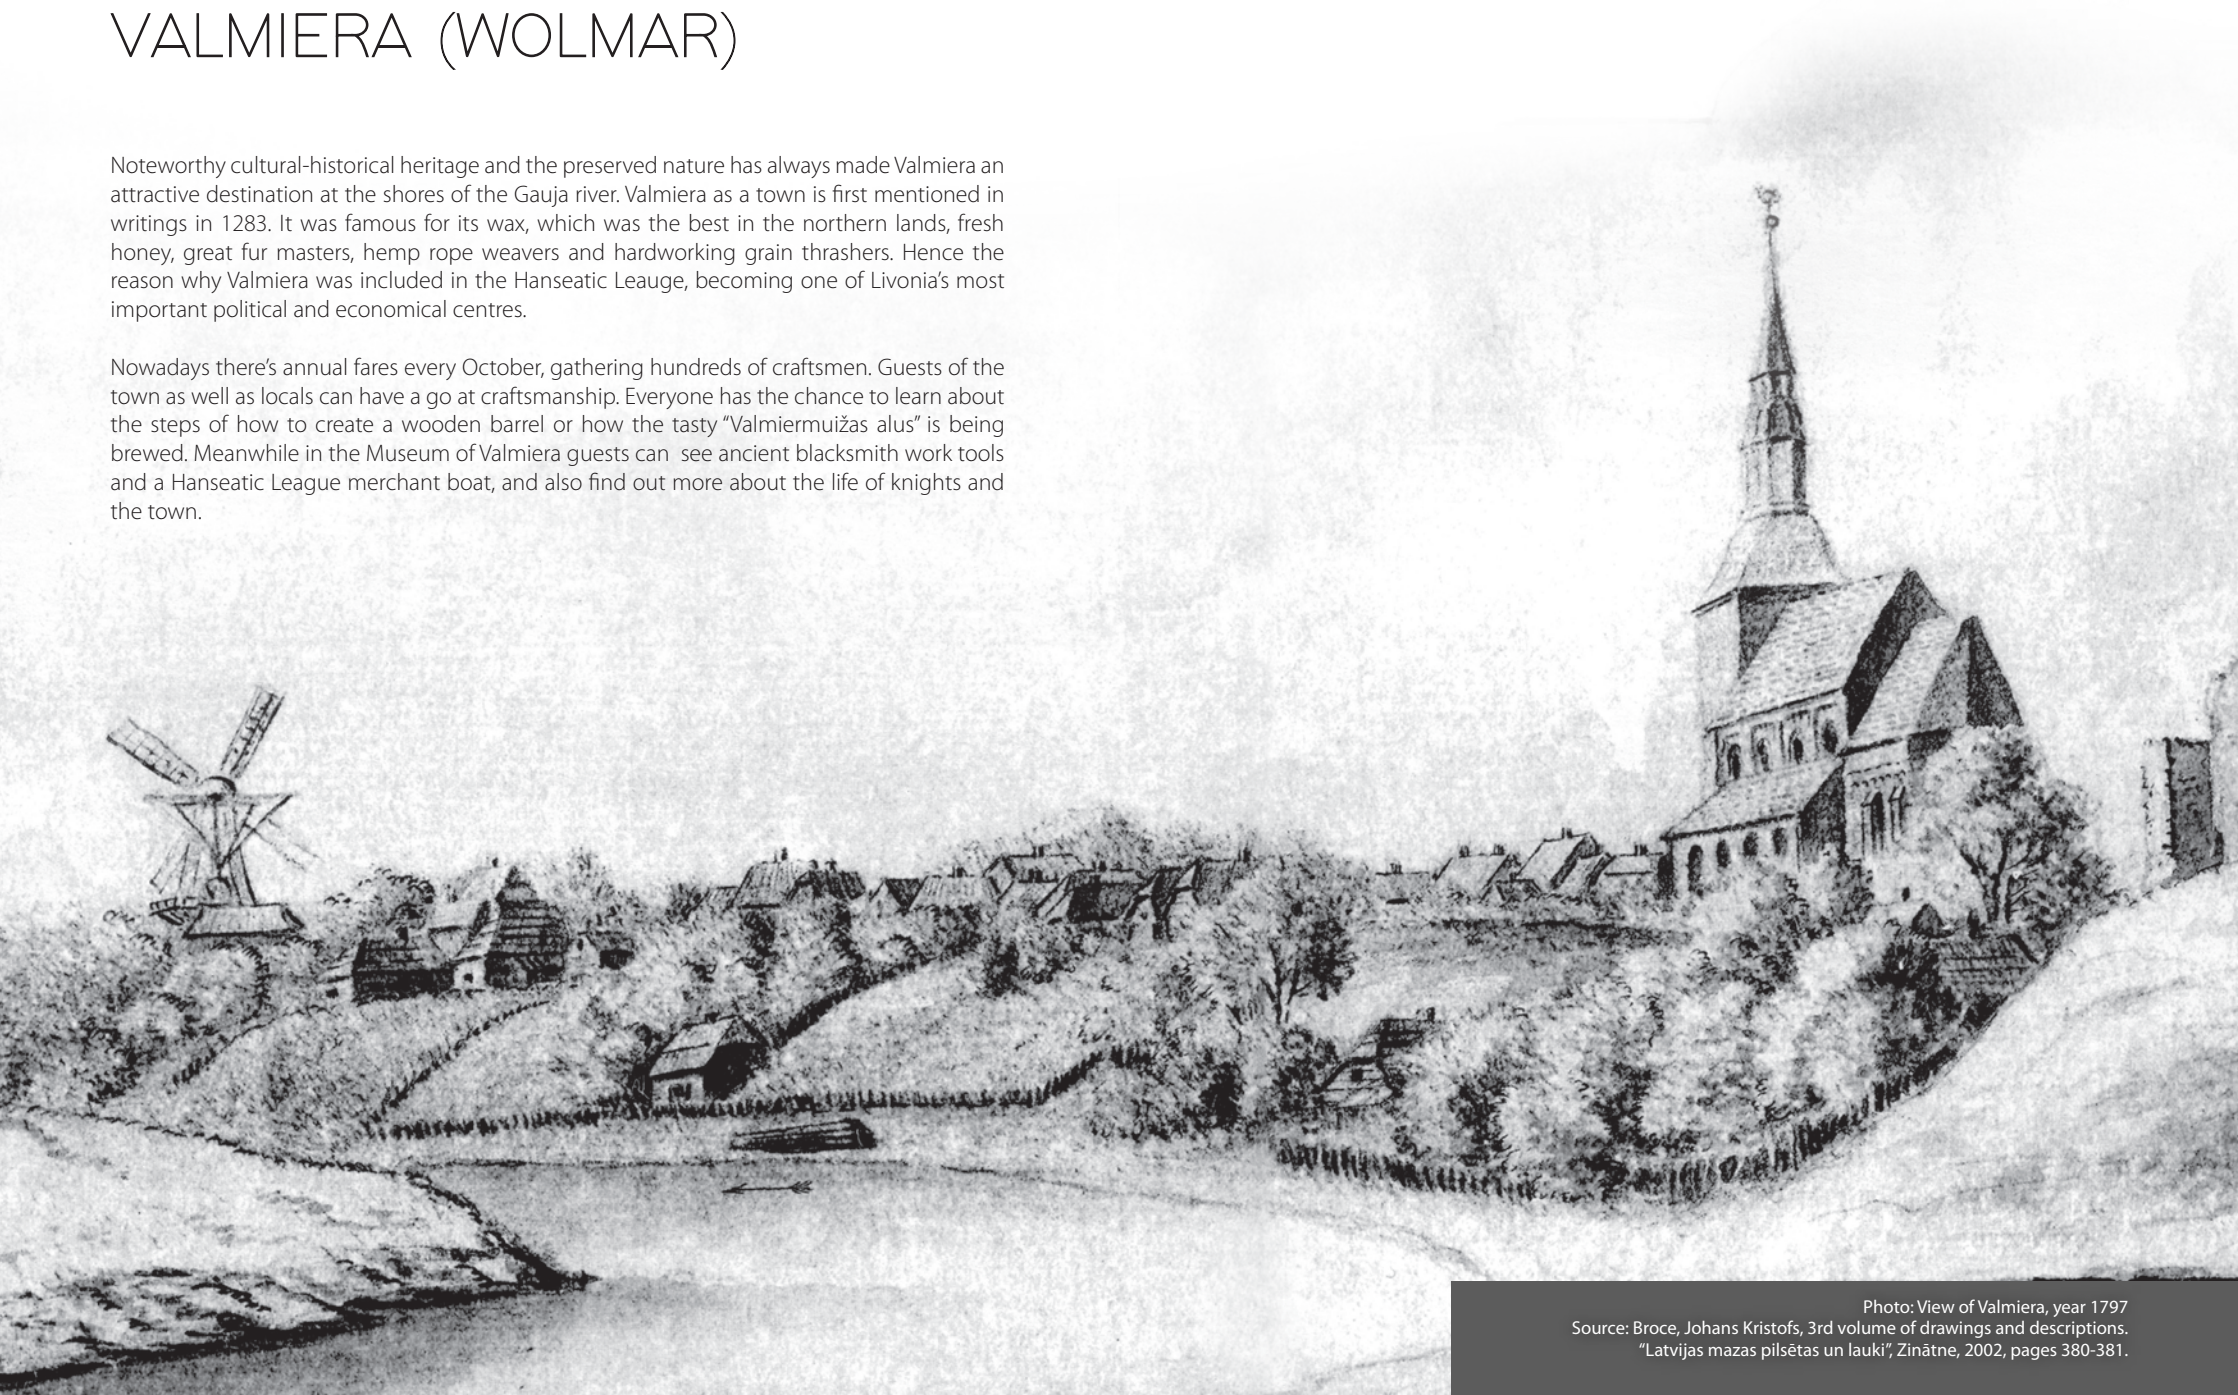 VALMIERA (WOLMAR)
Noteworthy cultural-historical heritage and the preserved nature has always made Valmiera an
attractive destination at the shores of the Gauja river. Valmiera as a town is first mentioned in
writings in 1283. It was famous for its wax, which was the best in the northern lands, fresh
honey, great fur masters, hemp rope weavers and hardworking grain thrashers. Hence the
reason why Valmiera was included in the Hanseatic Leauge, becoming one of Livonia’s most
important political and economical centres.
Nowadays there’s annual fares every October, gathering hundreds of craftsmen. Guests of the
town as well as locals can have a go at craftsmanship. Everyone has the chance to learn about
the steps of how to create a wooden barrel or how the tasty “Valmiermuižas alus” is being
brewed. Meanwhile in the Museum of Valmiera guests can see ancient blacksmith work tools
and a Hanseatic League merchant boat, and also find out more about the life of knights and
the town.
Photo: View of Valmiera, year 1797
Source: Broce, Johans Kristofs, 3rd volume of drawings and descriptions.
“Latvijas mazas pilsētas un lauki”, Zinātne, 2002, pages 380-381.